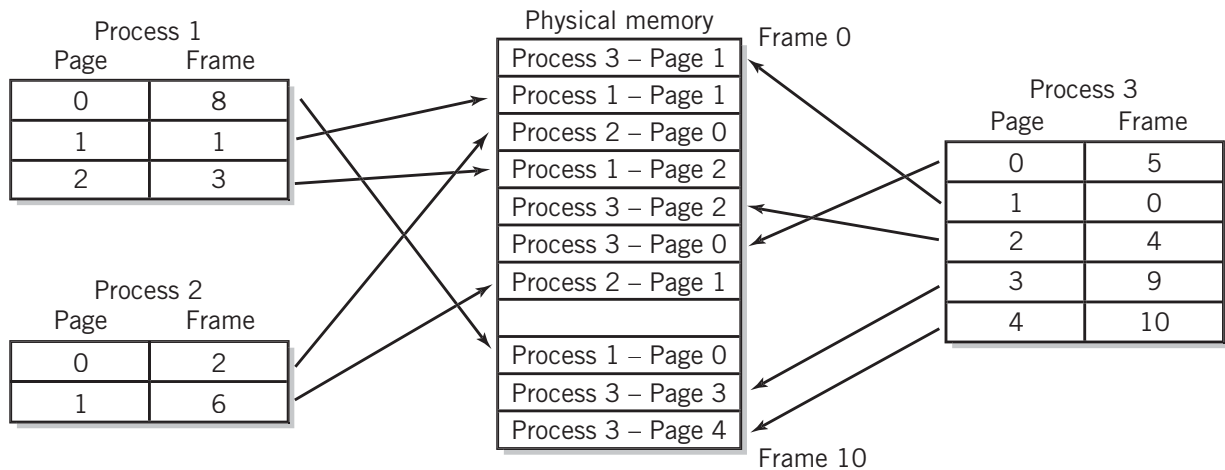 Process 1
Page Frame
0 8
1 1
2 3
Process 2
Page Frame
0 2
1 6
Physical memory
Process 3 – Page 1
Process 1 – Page 1
Process 2 – Page 0
Process 1 – Page 2
Process 3 – Page 2
Process 3 – Page 0
Process 2 – Page 1
Process 1 – Page 0
Process 3 – Page 3
Process 3 – Page 4
Frame 0
Frame 10
Process 3
Page Frame
0 5
1 0
2 4
3 9
4 10